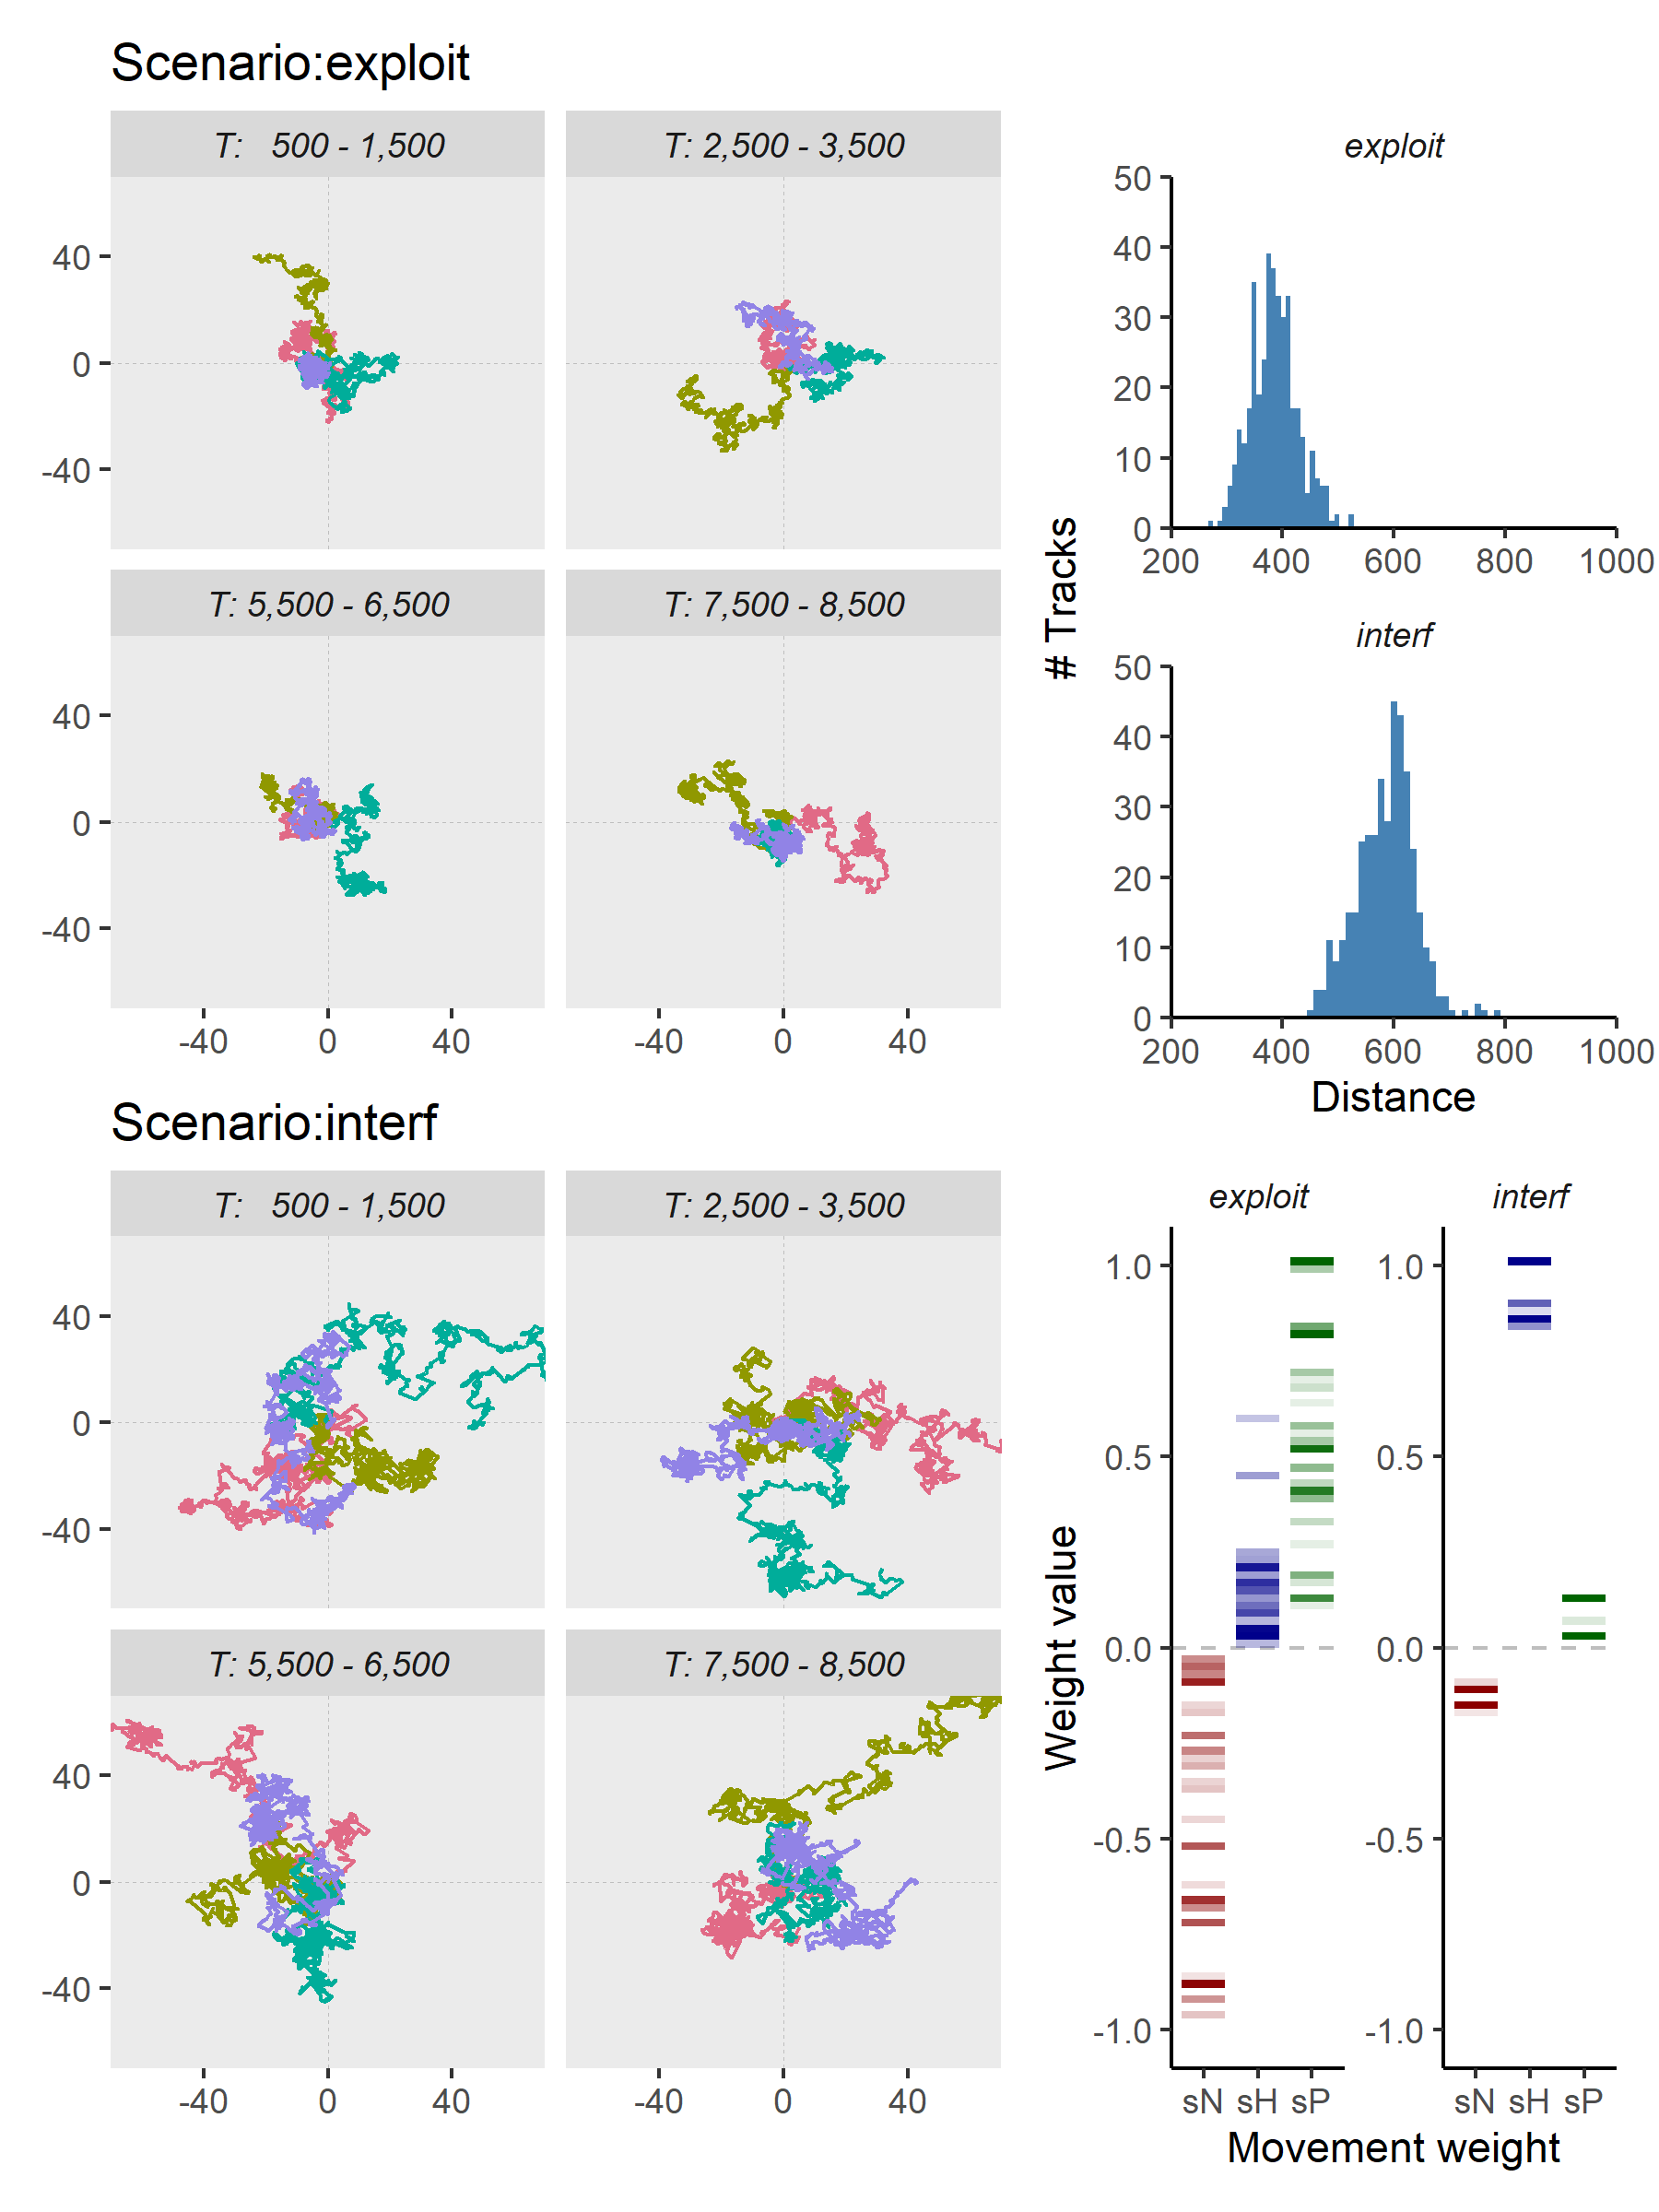 Scenario:exploit
T: 500 - 1,500
T: 2,500 - 3,500
40
0
-40
T: 5,500 - 6,500
T: 7,500 - 8,500
40
0
-40
-40 0 40
-40 0 40
# Tracks
exploit
50
40
30
20
10
0
200 400 600 800 1000
interf
50
40
30
20
10
0
200 400 600 800 1000
Distance
Scenario:interf
T: 500 - 1,500
T: 2,500 - 3,500
40
0
-40
T: 5,500 - 6,500
T: 7,500 - 8,500
40
0
-40
-40 0 40
-40 0 40
Weight value
exploit
1.0
0.5
0.0
-0.5
-1.0
sN sH sP
interf
1.0
0.5
0.0
-0.5
-1.0
sN sH sP
Movement weight